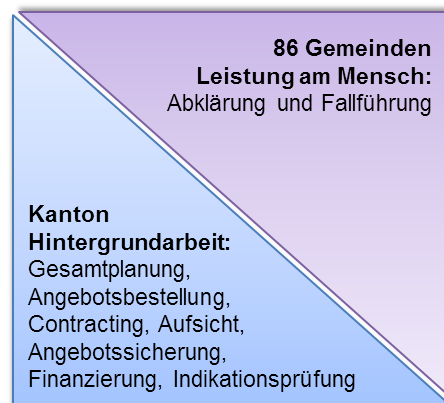 86 Gemeinden
Leistung am Mensch:
Abklärung und Fallführung
Kanton
Hintergrundarbeit:
Gesamtplanung,
Angebotsbestellung,
Contracting, Aufsicht,
Angebotssicherung,
Finanzierung, Indikationsprüfung